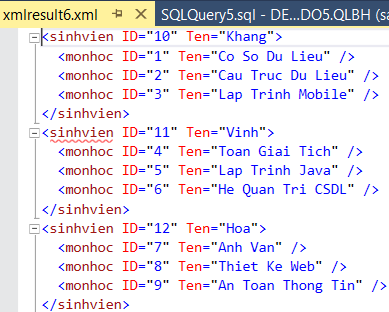 xmlresult6.xml SQLQuery5.sql - DE...DO5.QLBH (sa
<sinhvien ID="10" Ten="Khang">
<monhoc ID="1" Ten="Co So Du Lieu" />
<monhoc ID="2" Ten="Cau Truc Du Lieu" />
<monhoc ID="3" Ten="Lap Trinh Mobile" />
</sinhvien>
<sinhvien ID="11" Ten="Vinh">
<monhoc ID="4" Ten="Toan Giai Tich" />
<monhoc ID="5" Ten="Lap Trinh Java" />
<monhoc ID="6" Ten="He Quan Tri CSDL" />
</sinhvien>
<sinhvien ID="12" Ten="Hoa">
<monhoc ID="7" Ten="Anh Van" />
<monhoc ID="8" Ten="Thiet Ke Web" />
<monhoc ID="9" Ten="An Toan Thong Tin" />
</sinhvien>